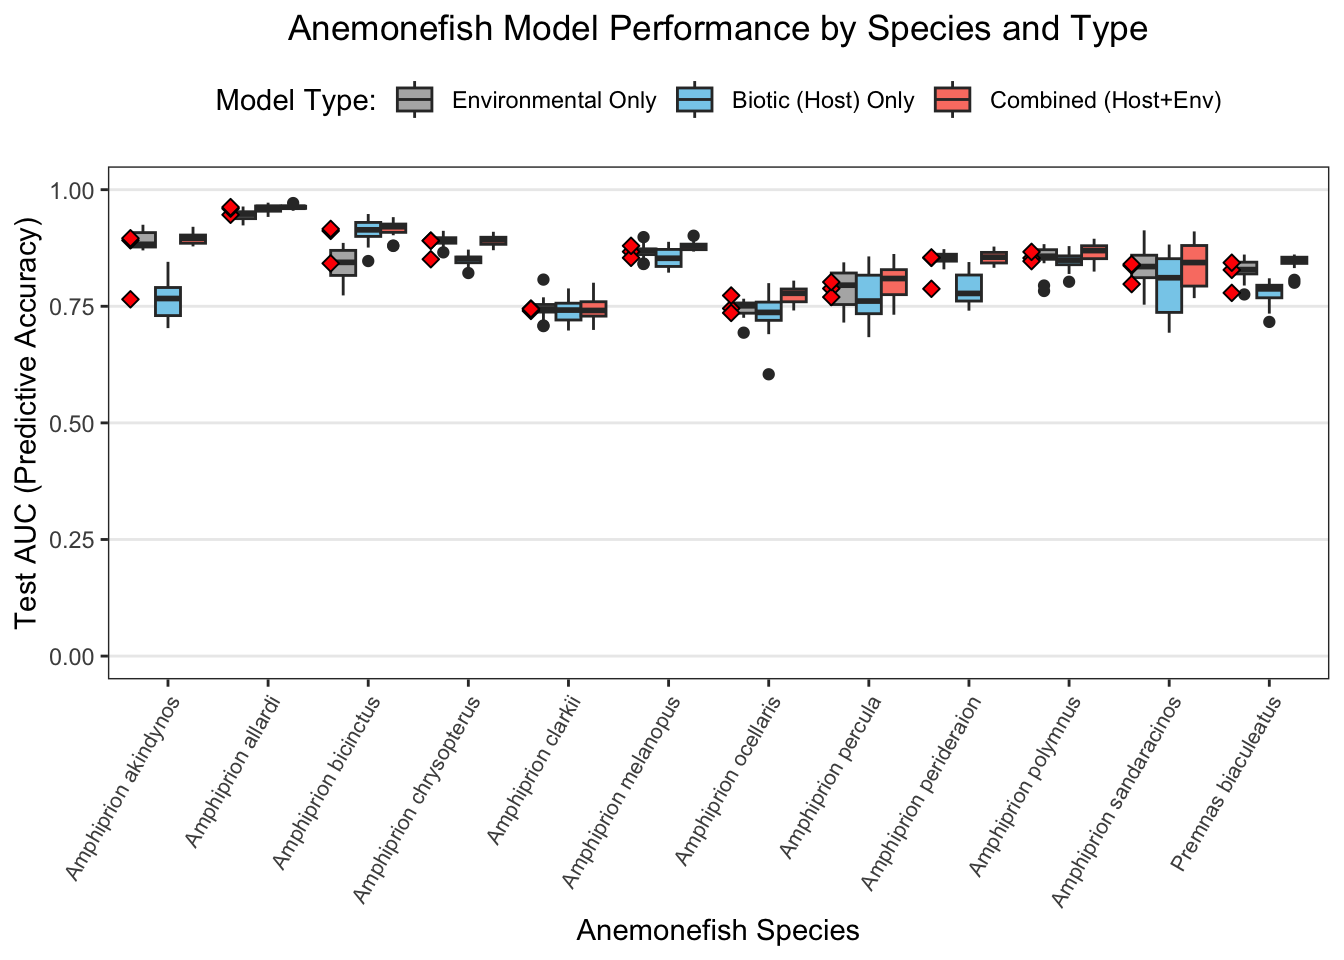 Anemonefish Model Performance by Species and Type
Model Type: Environmental Only Biotic (Host) Only Combined (Host+Env)
Test AUC (Predictive Accuracy)
1.00
0.75
0.50
0.25
0.00
Amphiprion akindynos
Amphiprion allardi
Amphiprion bicinctus
Amphiprion chrysopterus
Amphiprion clarkii
Amphiprion melanopus
Amphiprion ocellaris
Amphiprion percula
Amphiprion perideraion
Amphiprion polymnus
Amphiprion sandaracinos
Premnas biaculeatus
Anemonefish Species